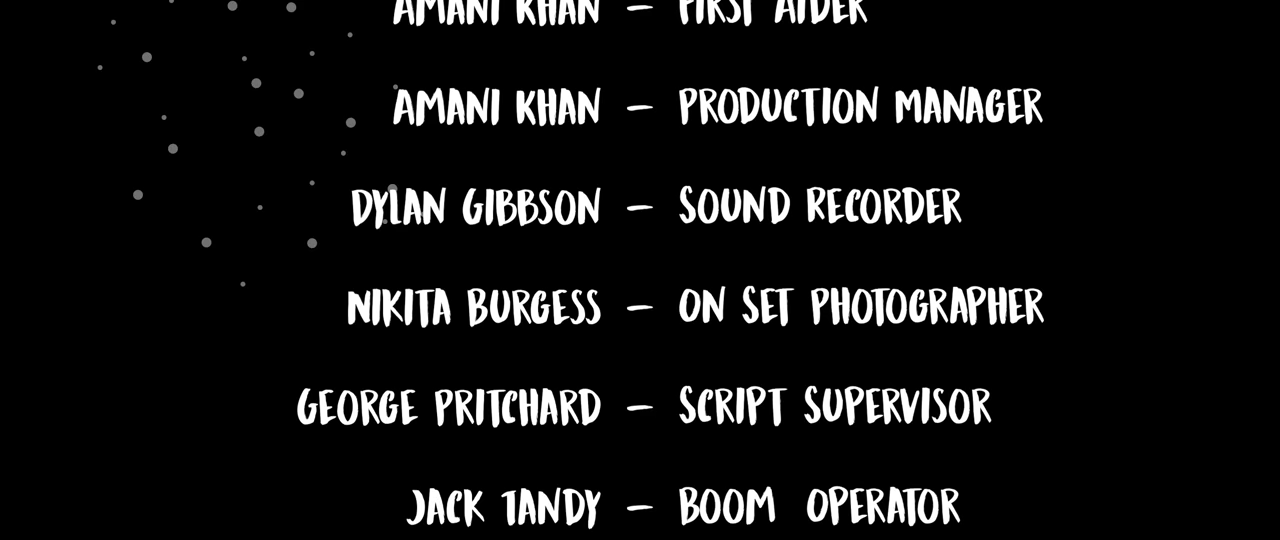 AMANI KHAN – FIRST AIDER
AMANI KHAN – PRODUCTION MANAGER
DYLAN GIBBSON – SOUND RECORDER
NIKITA BURGESS – ON SET PHOTOGRAPHER
GEORGE PRITCHARD – SCRIPT SUPERVISOR
JACK TANDY – BOOM OPERATOR